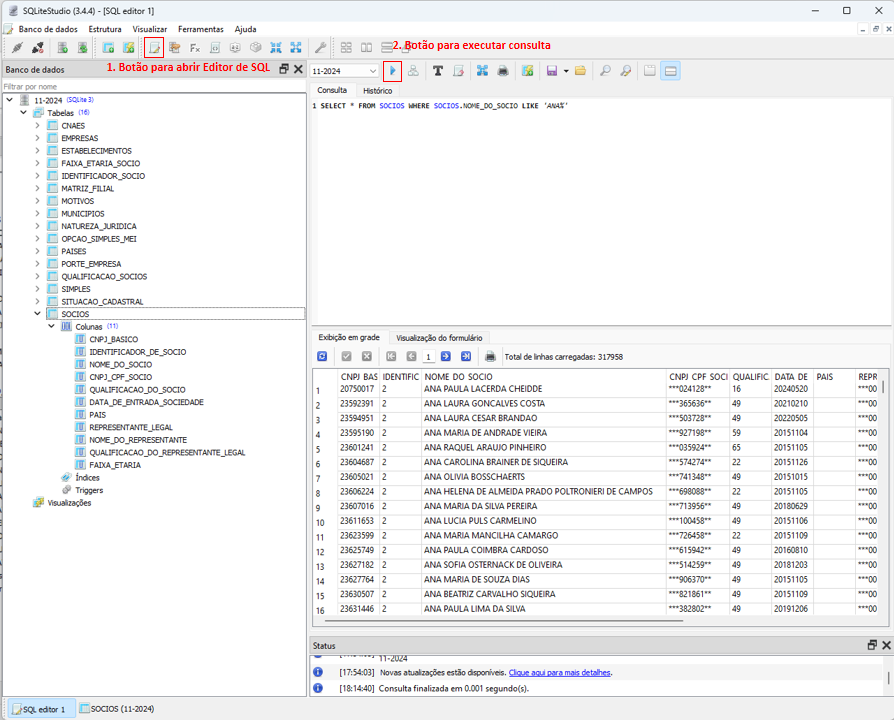 SQLiteStudio (3.4.4) - [SQL editor 1]
Banco de dados Estrutura Visualizar Ferramentas Ajuda
2. Botão para executar consulta
1. Botão para abrir Editor de SQL
Banco de dados
Filtrar por nome
11-2024 (SQLite 3)
Tabelas (16)
CNAES
EMPRESAS
ESTABELECIMENTOS
FAIXA_ETARIA_SOCIO
IDENTIFICADOR_SOCIO
MATRIZ_FILIAL
MOTIVOS
MUNICIPIOS
NATUREZA_JURIDICA
OPCAO_SIMPLES_MEI
PAISES
PORTE_EMPRESA
QUALIFICACAO_SOCIOS
SIMPLES
SITUACAO_CADASTRAL
SOCIOS
Colunas (11)
CNPJ_BASICO
IDENTIFICADOR_DE_SOCIO
NOME_DO_SOCIO
CNPJ_CPF_SOCIO
QUALIFICACAO_DO_SOCIO
DATA_DE_ENTRADA_SOCIEDADE
PAIS
REPRESENTANTE_LEGAL
NOME_DO_REPRESENTANTE
QUALIFICACAO_DO_REPRESENTANTE_LEGAL
FAIXA_ETARIA
Índices
Triggers
Visualizações
11-2024
Consulta Histórico
1 SELECT * FROM SOCIOS WHERE SOCIOS.NOME_DO_SOCIO LIKE 'ANA%'
Exibição em grade Visualização do formulário
1 Total de linhas carregadas: 317958
CNPJ_BAS IDENTIFIC NOME_DO_SOCIO CNPJ_CPF_SOCI QUALIFIC DATA_DE PAIS REPR
1 20750017 2 ANA PAULA LACERDA CHEIDDE ***024128** 16 20240520 ***00
2 23592391 2 ANA LAURA GONCALVES COSTA ***365636** 49 20210210 ***00
3 23594951 2 ANA LAURA CESAR BRANDAO ***503728** 49 20220505 ***00
4 23595190 2 ANA MARIA DE ANDRADE VIEIRA ***927198** 59 20151104 ***00
5 23601241 2 ANA RAQUEL ARAUJO PINHEIRO ***035924** 65 20151105 ***00
6 23604687 2 ANA CAROLINA BRAINER DE SIQUEIRA ***574274** 22 20151126 ***00
7 23605021 2 ANA OLIVIA BOSSCHAERTS ***741348** 49 20151015 ***00
8 23606224 2 ANA HELENA DE ALMEIDA PRADO POLTRONIERI DE CAMPOS ***698088** 22 20151105 ***00
9 23607016 2 ANA MARIA DA SILVA PEREIRA ***713956** 49 20180629 ***00
10 23611653 2 ANA LUCIA PULS CARMELINO ***100458** 49 20151106 ***00
11 23623599 2 ANA MARIA MANCILHA CAMARGO ***726458** 22 20151109 ***00
12 23625749 2 ANA PAULA COIMBRA CARDOSO ***615942** 49 20160810 ***00
13 23627182 2 ANA SOFIA OSTERNACK DE OLIVEIRA ***514259** 49 20181203 ***00
14 23627764 2 ANA MARIA DE SOUZA DIAS ***906370** 49 20151105 ***00
15 23630507 2 ANA BEATRIZ CARVALHO SIQUEIRA ***821861** 49 20151109 ***00
16 23631446 2 ANA PAULA LIMA DA SILVA ***382802** 49 20191206 ***00
Status
11-2024
[17:54:03] Novas atualizações estão disponíveis. Clique aqui para mais detalhes.
[18:14:40] Consulta finalizada em 0.001 segundo(s).
SQL editor 1 SOCIOS (11-2024)